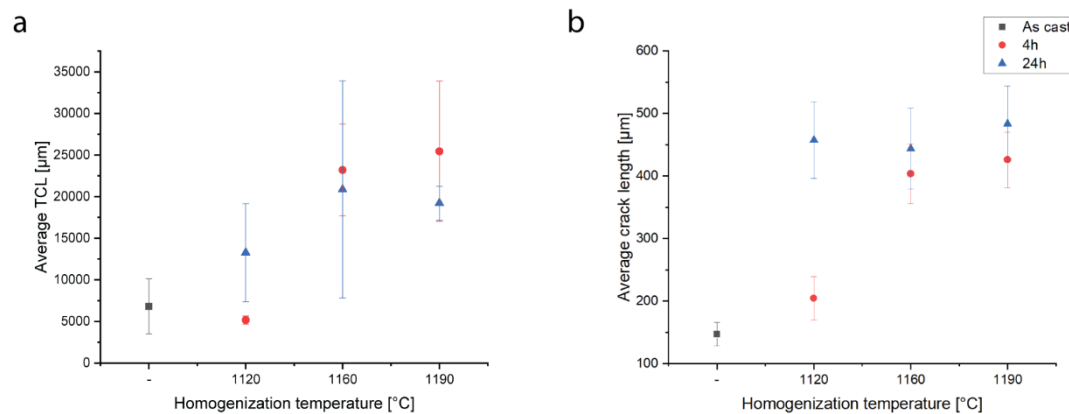 a
35000
30000
25000
20000
15000
10000
5000
0
Average TCL [µm]
-
1120
1160
1190
Homogenization temperature [°C]
b
As cast
4h
24h
600
500
400
300
200
100
Average crack length [µm]
-
1120
1160
1190
Homogenization temperature [°C]